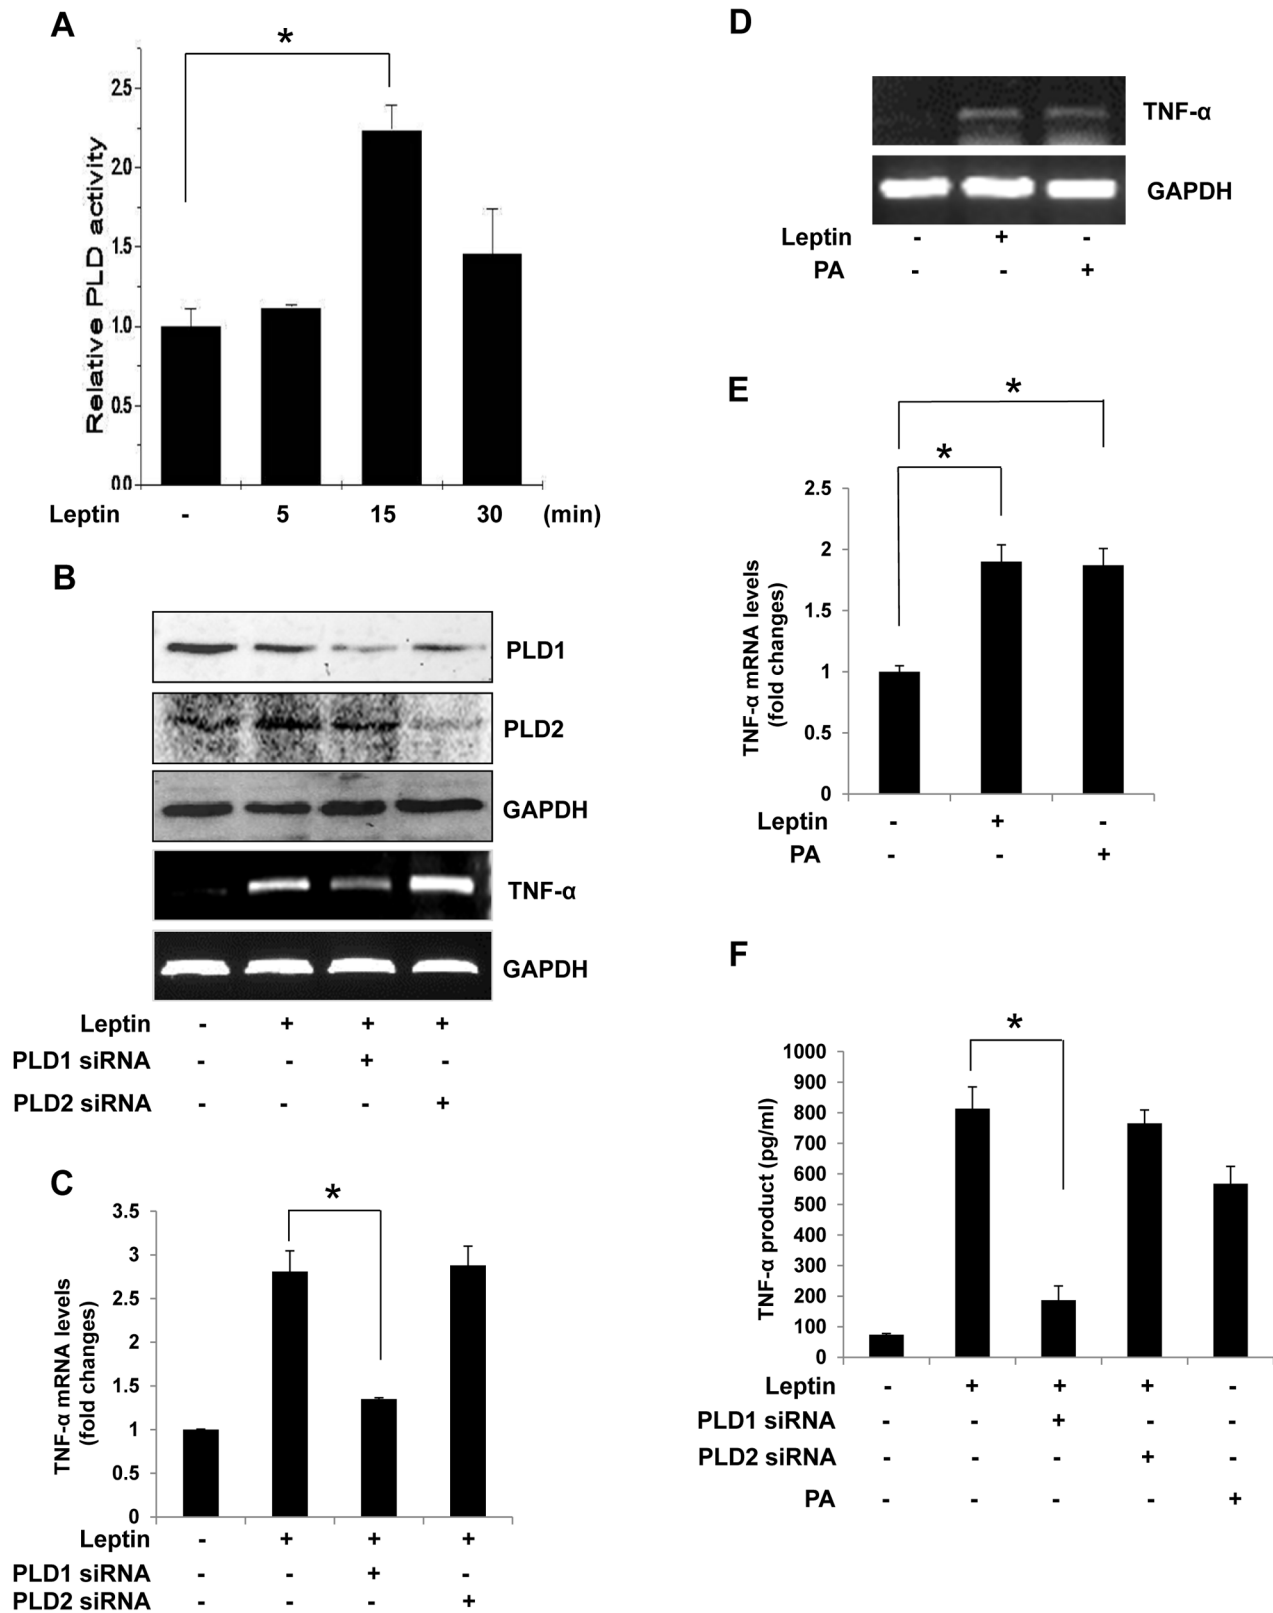 A
*
Relative PLD activity
2.5
2.0
1.5
1.0
0.5
0.0
Leptin - 5 15 30 (min)
B
PLD1
PLD2
GAPDH
TNF-α
GAPDH
Leptin - + + +
PLD1 siRNA - - + -
PLD2 siRNA - - - +
C
*
TNF-α mRNA levels
(fold changes)
3.5
3
2.5
2
1.5
1
0.5
0
Leptin - + + +
PLD1 siRNA - - + -
PLD2 siRNA - - - +
D
TNF-α
GAPDH
Leptin - + -
PA - - +
E
*
*
TNF-α mRNA levels
(fold changes)
2.5
2
1.5
1
0.5
0
Leptin - + -
PA - - +
F
*
TNF-α product (pg/ml)
1000
900
800
700
600
500
400
300
200
100
0
Leptin - + + + -
PLD1 siRNA - - + - -
PLD2 siRNA - - - + -
PA - - - - +